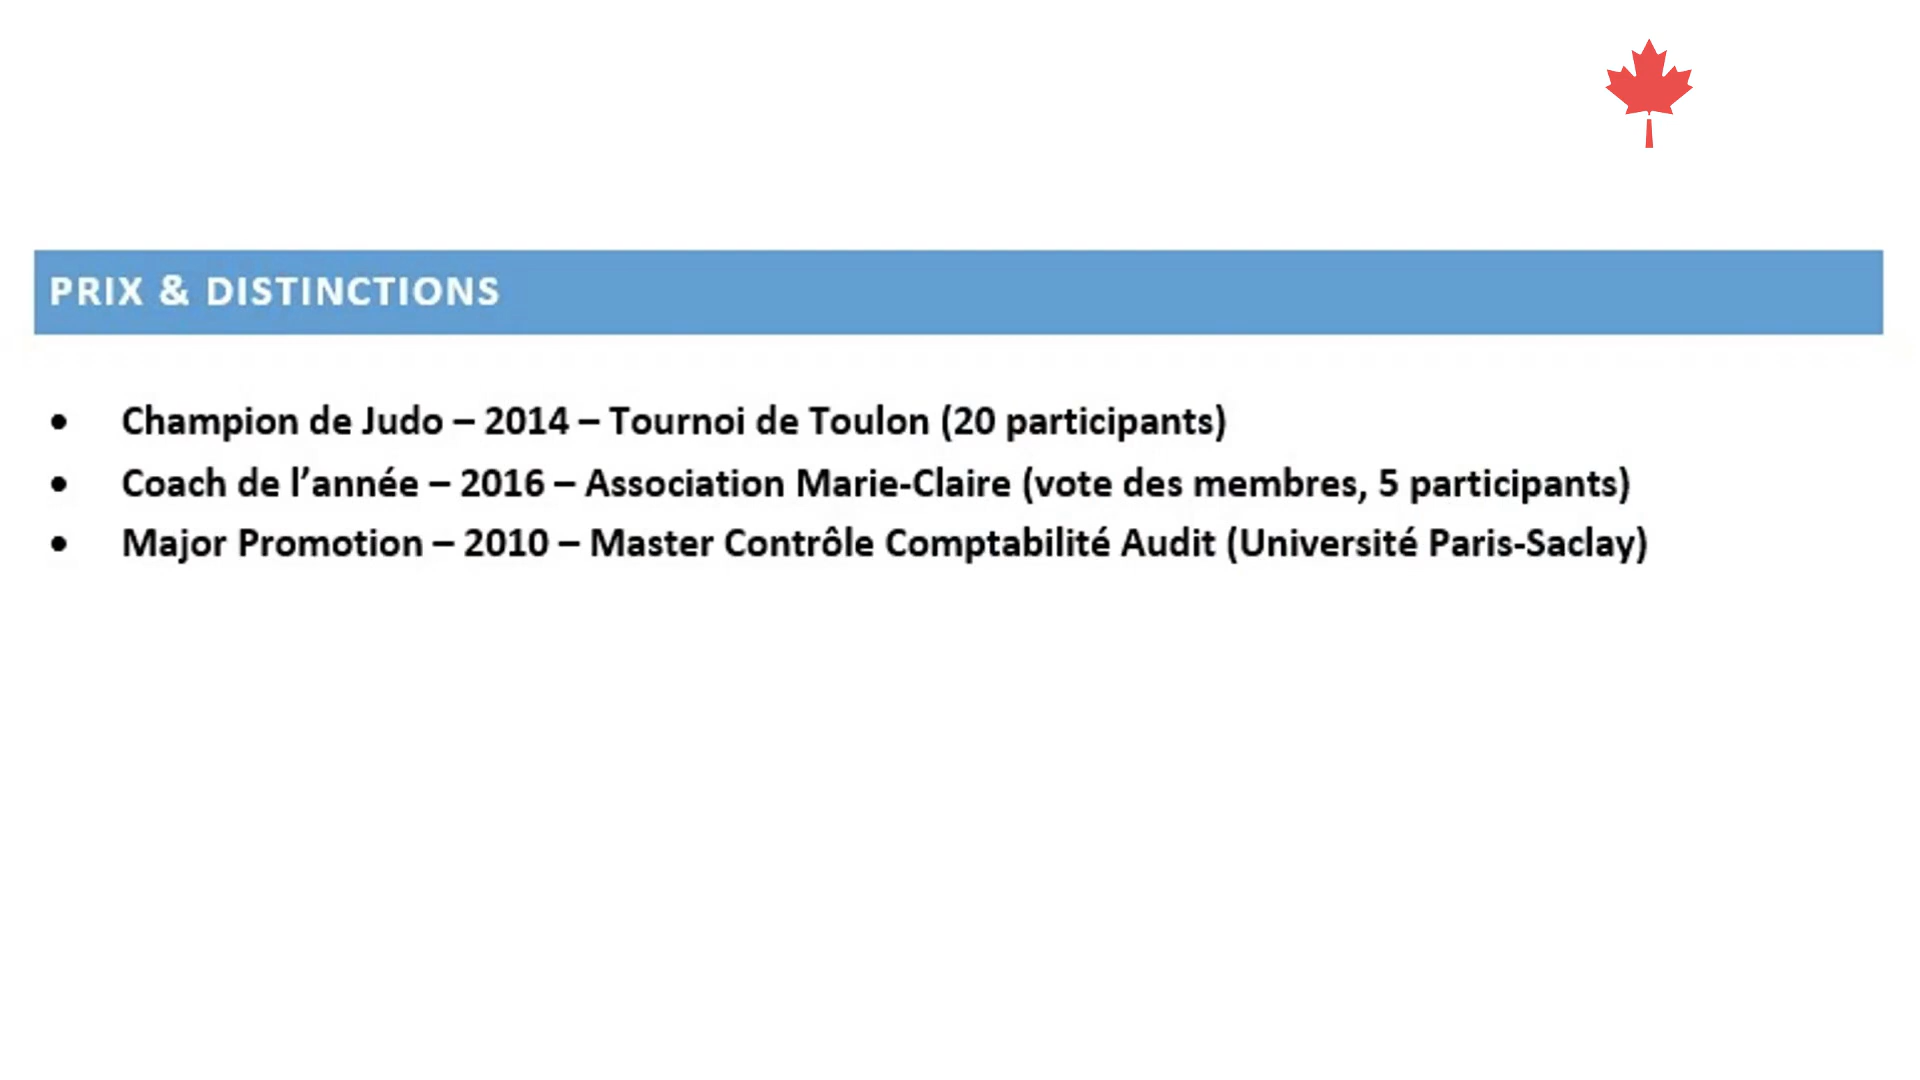 PRIX & DISTINCTIONS
• Champion de Judo – 2014 – Tournoi de Toulon (20 participants)
• Coach de l’année – 2016 – Association Marie-Claire (vote des membres, 5 participants)
• Major Promotion – 2010 – Master Contrôle Comptabilité Audit (Université Paris-Saclay)